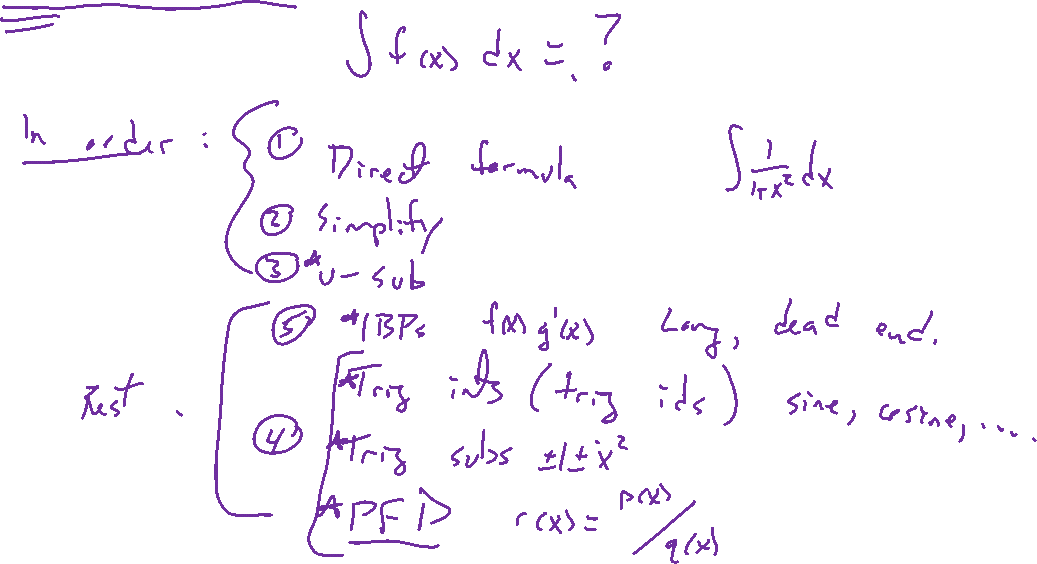 ∫ f(x) dx = ?
In order : ① Direct formula ∫ 1/(1+x²) dx
② Simplify
③ *u-sub
⑤ *IBPs f(x) g'(x) Long, dead end.
Rest . *Trig ints (trig ids) sine, cosine, ....
④ *Trig subs ±1±x²
*PFD r(x) = p(x)/q(x)